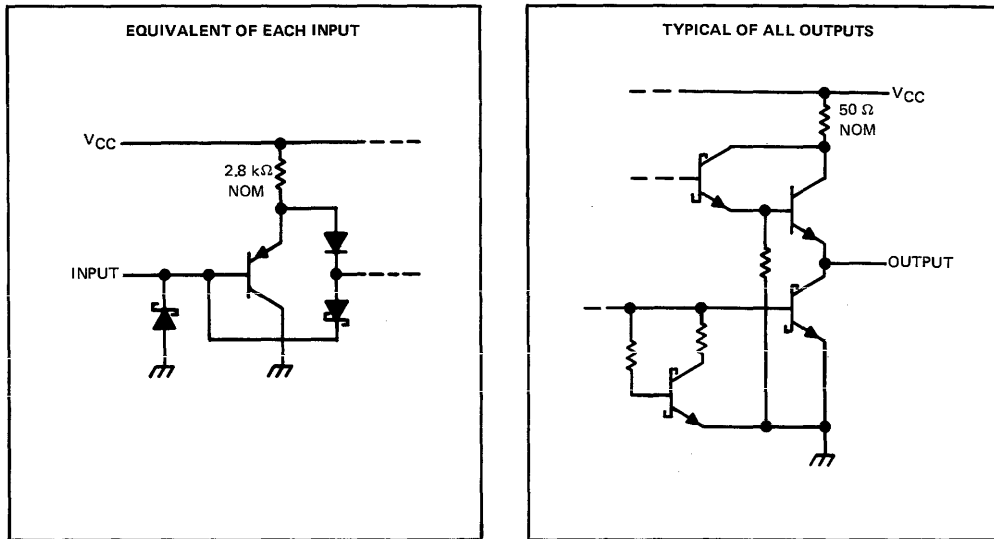 EQUIVALENT OF EACH INPUT
VCC
2.8 kΩ
NOM
INPUT
TYPICAL OF ALL OUTPUTS
VCC
50 Ω
NOM
OUTPUT